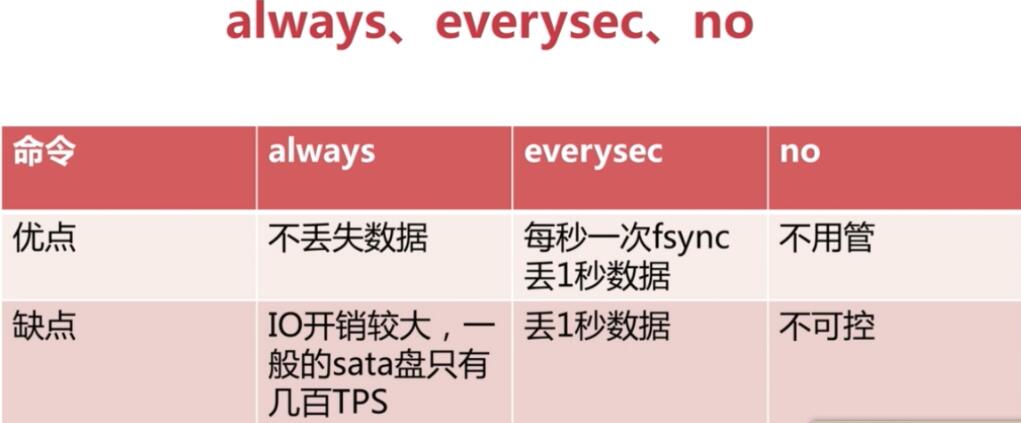 always、everysec、no
命令 always everysec no
优点 不丢失数据 每秒一次fsync 不用管
丢1秒数据
缺点 IO开销较大，一 丢1秒数据 不可控
般的sata盘只有
几百TPS